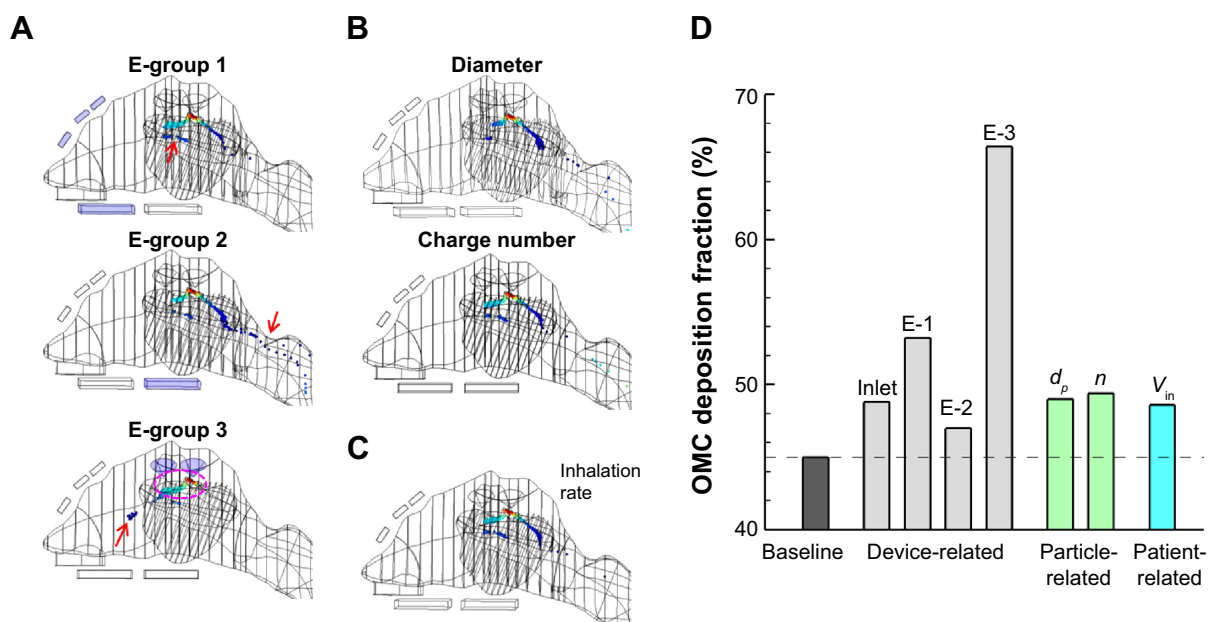 A
E-group 1
E-group 2
E-group 3
B
Diameter
Charge number
C
Inhalation
rate
D
OMC deposition fraction (%)
70
60
50
40
Inlet
E-1
E-2
E-3
dp
n
Vin
Baseline
Device-related
Particle-
related
Patient-
related